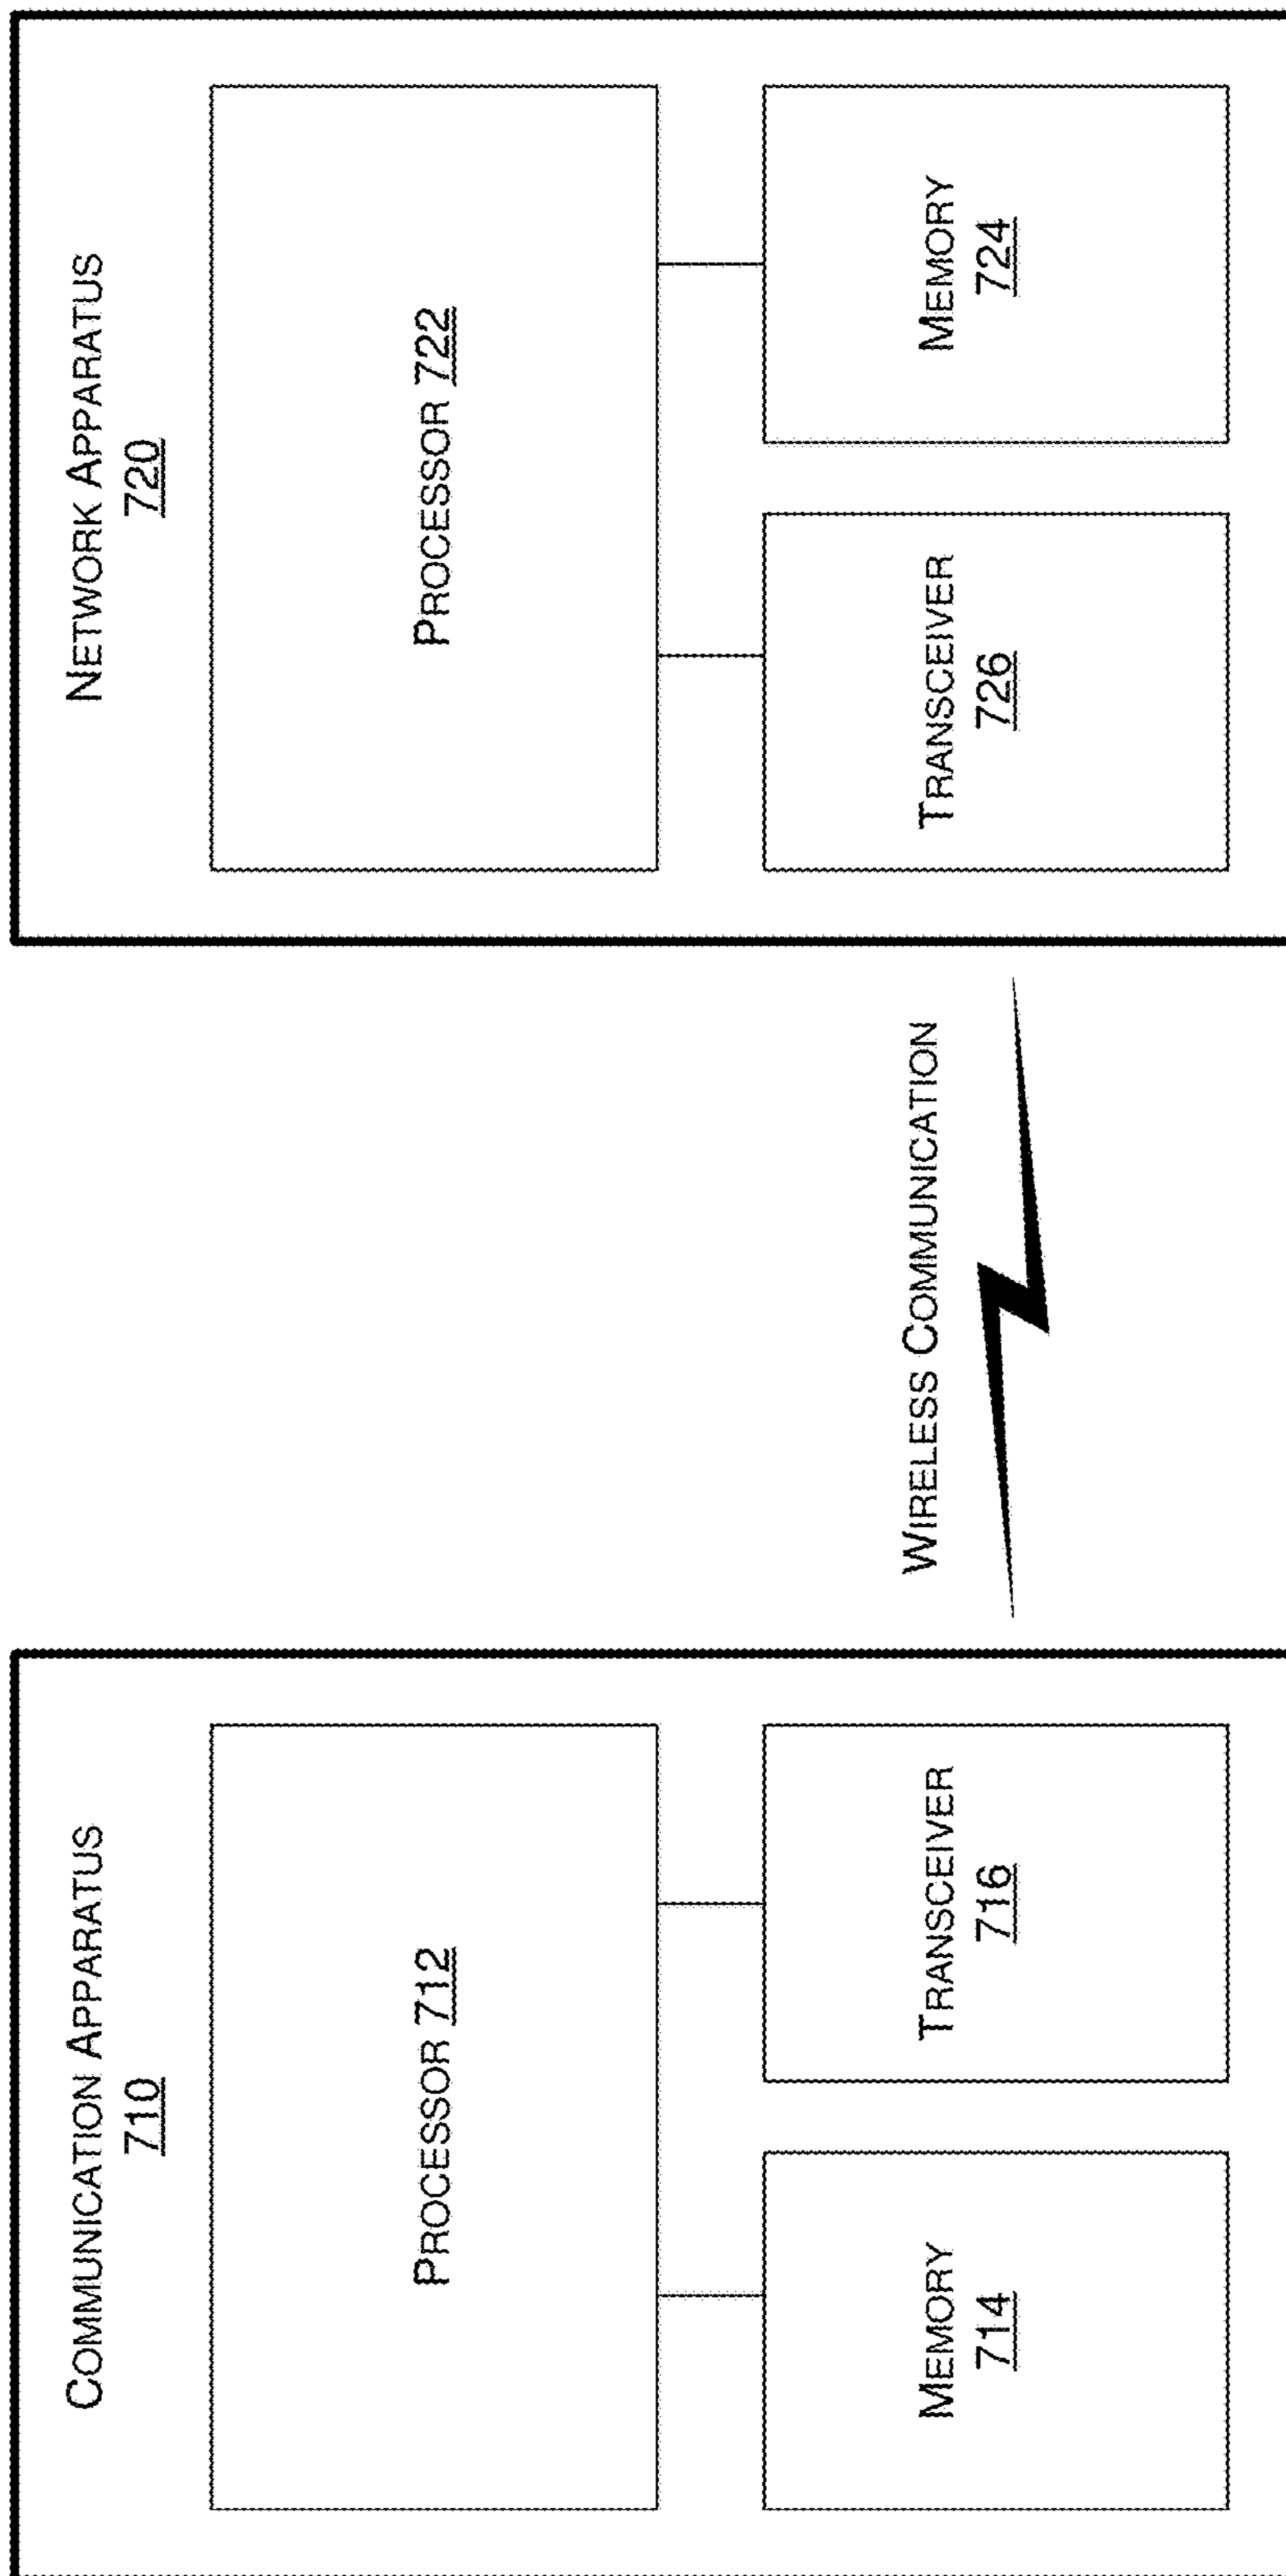 COMMUNICATION APPARATUS
710
PROCESSOR 712
MEMORY
714
TRANSCEIVER
716
WIRELESS COMMUNICATION
NETWORK APPARATUS
720
PROCESSOR 722
TRANSCEIVER
726
MEMORY
724